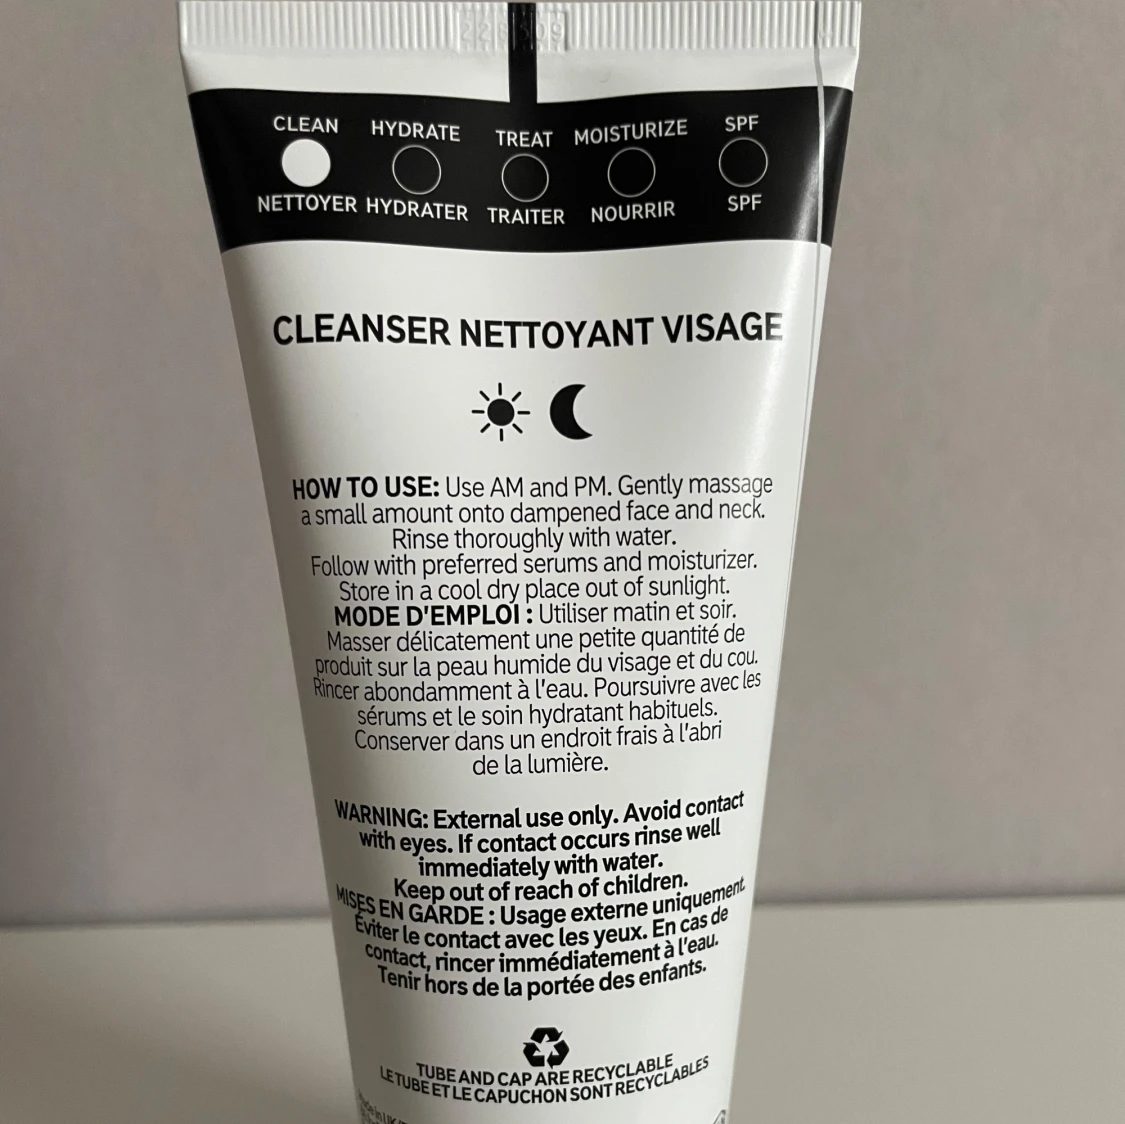 CLEAN HYDRATE TREAT MOISTURIZE SPF
NETTOYER HYDRATER TRAITER NOURRIR SPF
CLEANSER NETTOYANT VISAGE
HOW TO USE: Use AM and PM. Gently massage
a small amount onto dampened face and neck.
Rinse thoroughly with water.
Follow with preferred serums and moisturizer.
Store in a cool dry place out of sunlight.
MODE D'EMPLOI : Utiliser matin et soir.
Masser délicatement une petite quantité de
produit sur la peau humide du visage et du cou.
Rincer abondamment à l'eau. Poursuivre avec les
sérums et le soin hydratant habituels.
Conserver dans un endroit frais à l'abri
de la lumière.
WARNING: External use only. Avoid contact
with eyes. If contact occurs rinse well
immediately with water.
Keep out of reach of children.
MISES EN GARDE : Usage externe uniquement.
Éviter le contact avec les yeux. En cas de
contact, rincer immédiatement à l'eau.
Tenir hors de la portée des enfants.
TUBE AND CAP ARE RECYCLABLE
LE TUBE ET LE CAPUCHON SONT RECYCLABLES
Made in UK